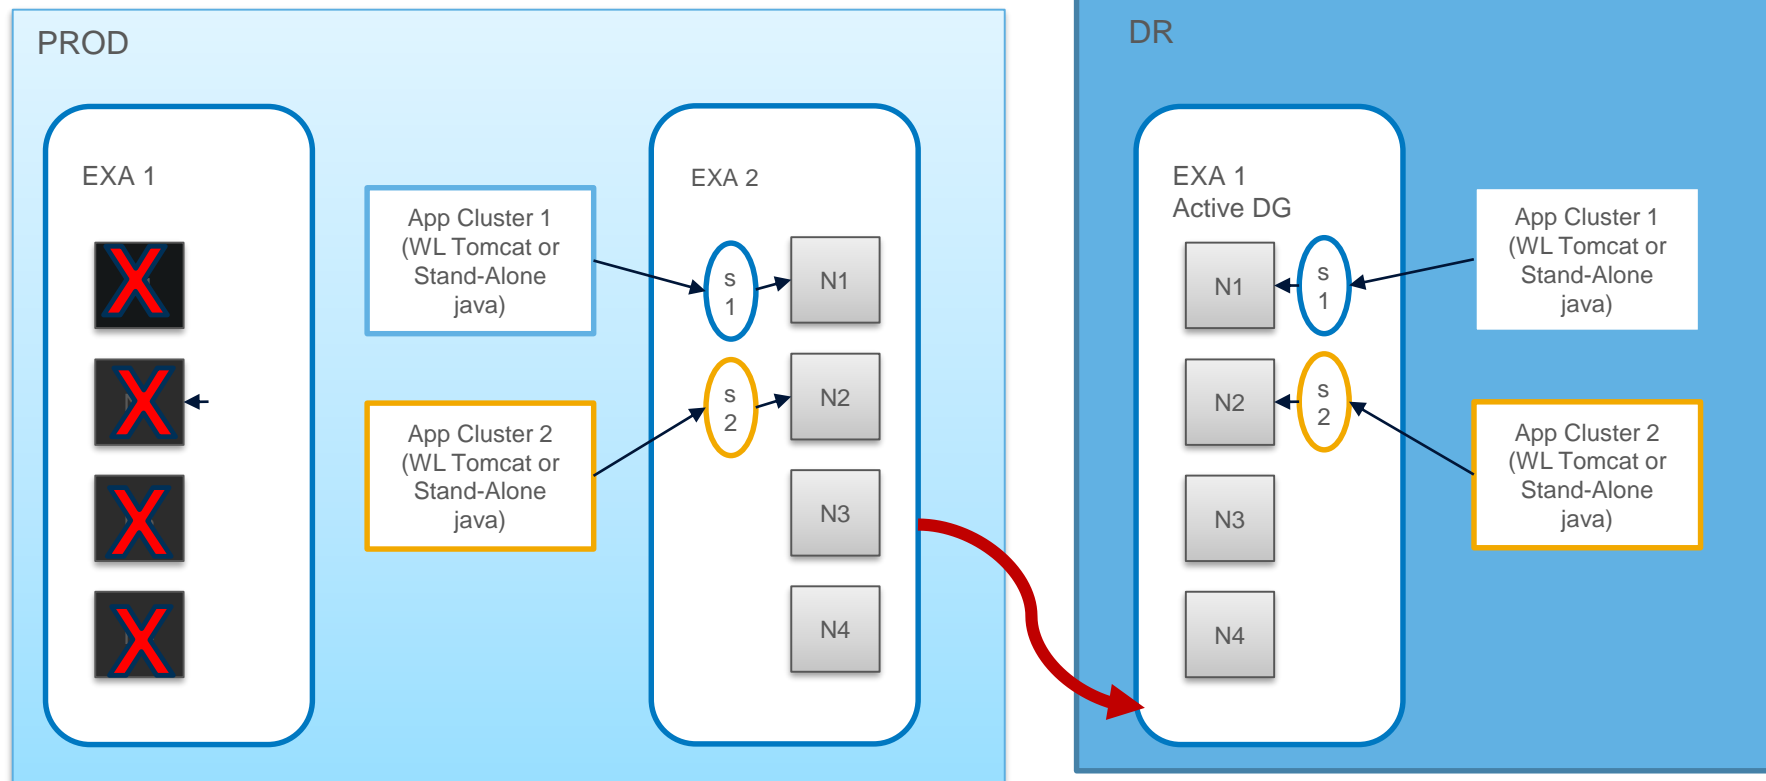 PROD
EXA 1
X
X
X
X
App Cluster 1
(WL Tomcat or
Stand-Alone
java)
App Cluster 2
(WL Tomcat or
Stand-Alone
java)
EXA 2
s
1
s
2
N1
N2
N3
N4
DR
EXA 1
Active DG
N1
N2
N3
N4
s
1
s
2
App Cluster 1
(WL Tomcat or
Stand-Alone
java)
App Cluster 2
(WL Tomcat or
Stand-Alone
java)